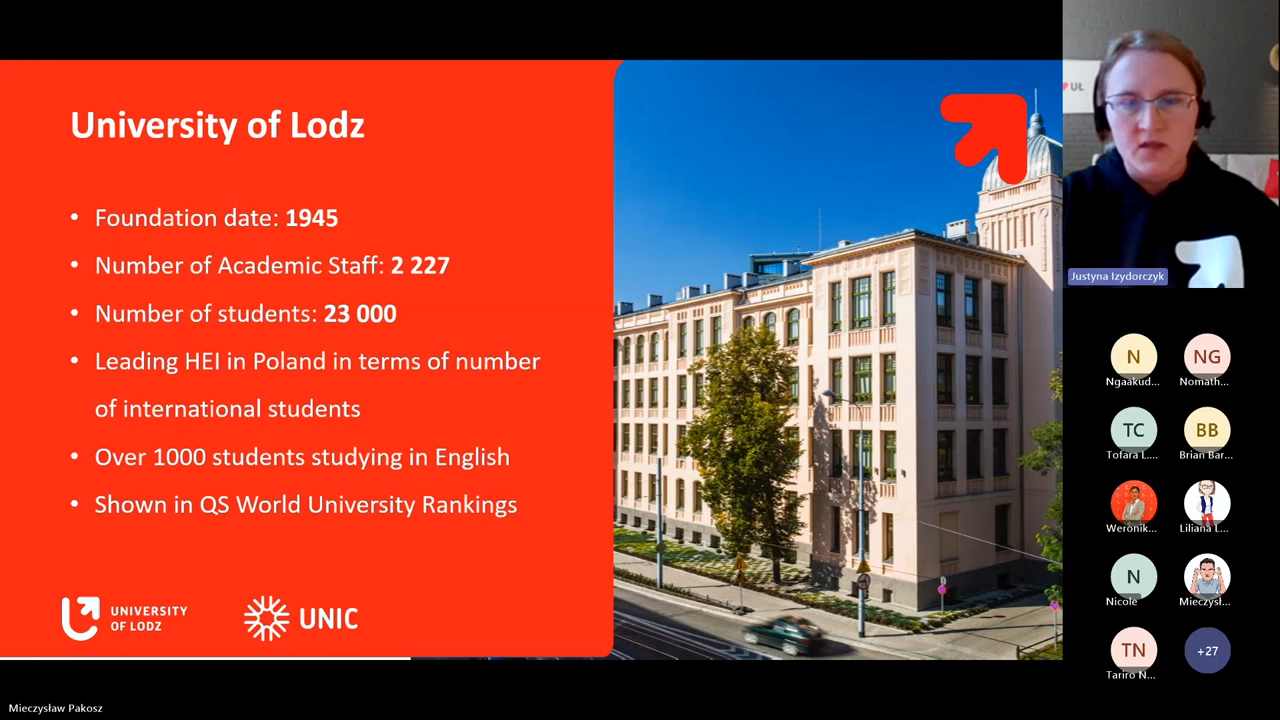 University of Lodz
• Foundation date: 1945
• Number of Academic Staff: 2 227
• Number of students: 23 000
• Leading HEI in Poland in terms of number
of international students
• Over 1000 students studying in English
• Shown in QS World University Rankings
UNIVERSITY
OF LODZ
UNIC
UŁ
Justyna Izydorczyk
N
NG
Ngaakud...
Nomath...
TC
BB
Tofara L....
Brian Bar...
Weronik...
Liliana L...
N
Nicole
Mieczysł...
TN
+27
Tariro N...
Mieczysław Pakosz